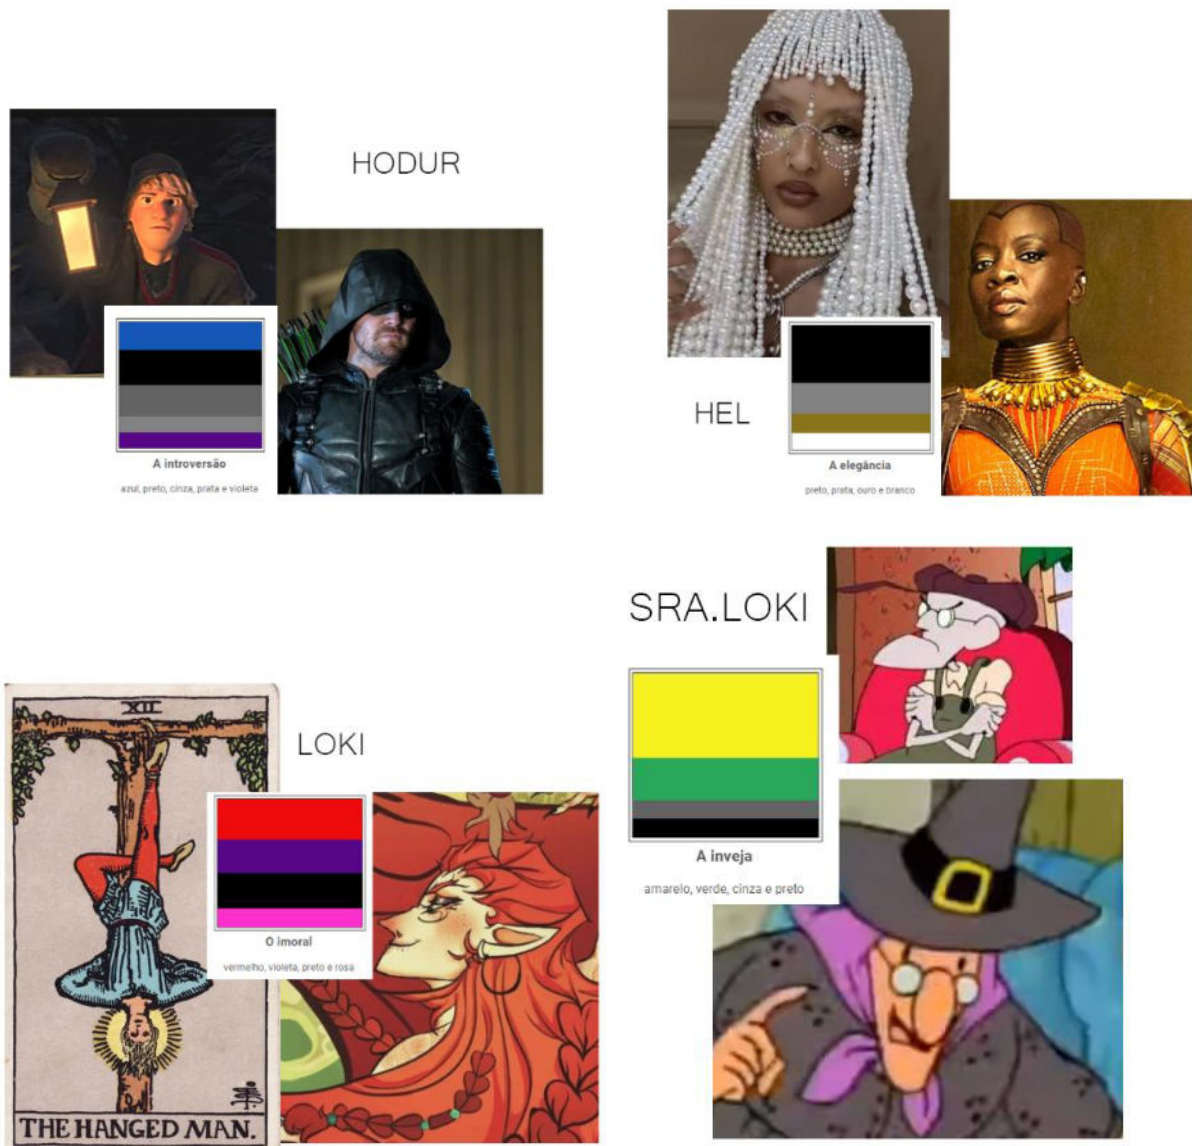 HODUR
A introversão
azul, preto, cinza, prata e violeta
HEL
A elegância
preto, prata, ouro e branco
SRA.LOKI
A inveja
amarelo, verde, cinza e preto
XII
LOKI
O imoral
vermelho, violeta, preto e rosa
THE HANGED MAN.